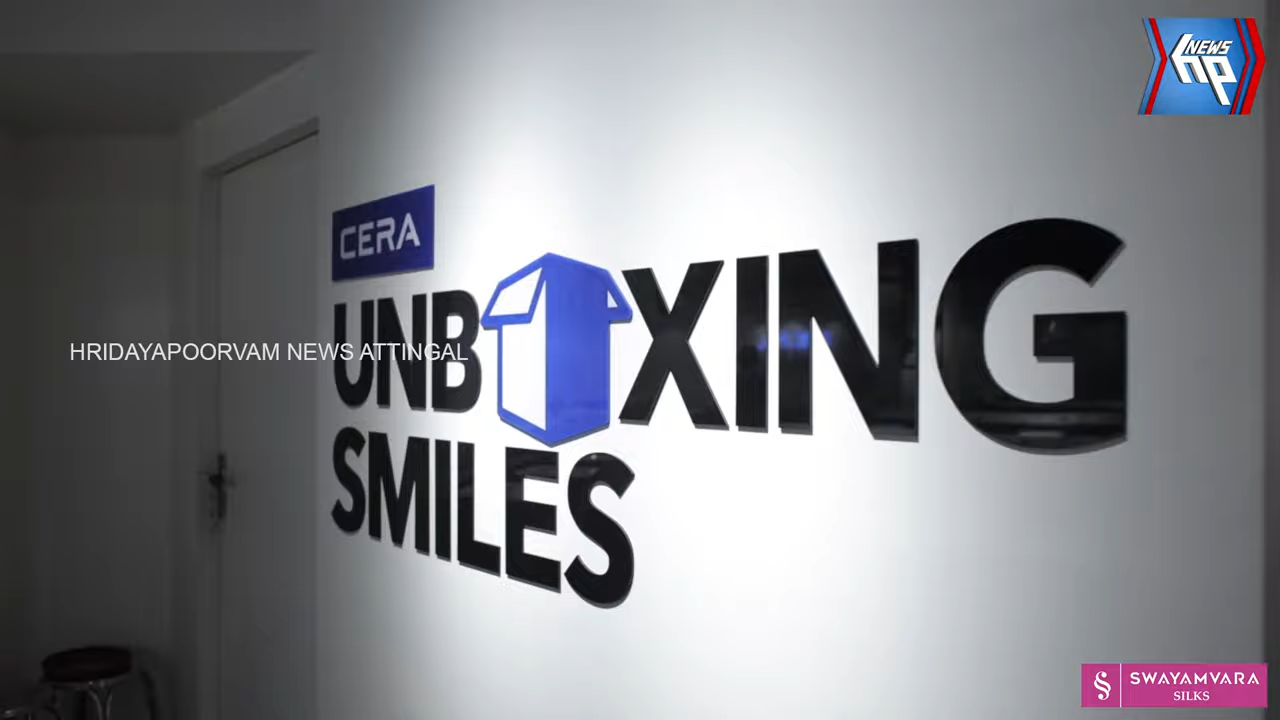 NEWS
hp
CERA
UNBOXING
HRIDAYAPOORVAM NEWS ATTINGAL
SMILES
SWAYAMVARA
SILKS